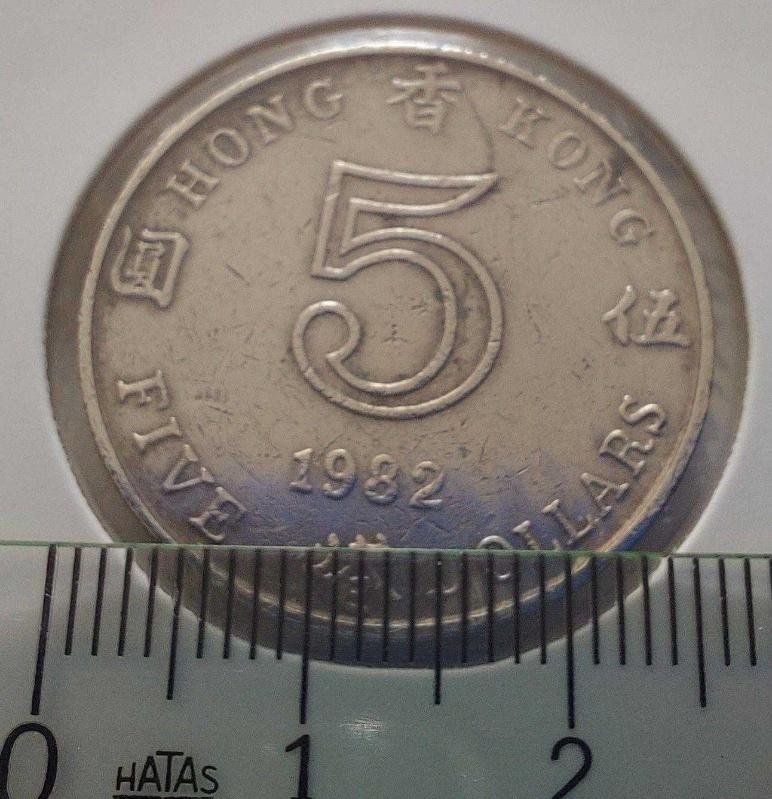 HONG 香 KONG
圓 伍
5
1982
FIVE DOLLARS
0 1 2
HATAS